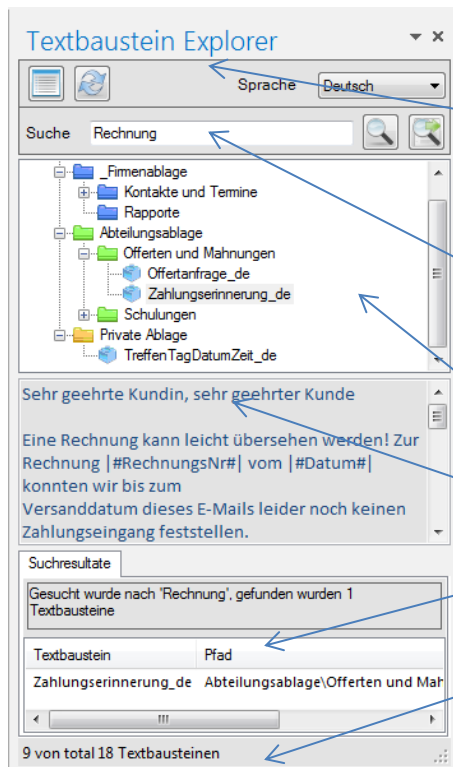 Textbaustein Explorer
Sprache Deutsch
Suche Rechnung
_Firmenablage
Kontakte und Termine
Rapporte
Abteilungsablage
Offerten und Mahnungen
Offertanfrage_de
Zahlungserinnerung_de
Schulungen
Private Ablage
TreffenTagDatumZeit_de
Sehr geehrte Kundin, sehr geehrter Kunde
Eine Rechnung kann leicht übersehen werden! Zur
Rechnung |#RechnungsNr#| vom |#Datum#|
konnten wir bis zum
Versanddatum dieses E-Mails leider noch keinen
Zahlungseingang feststellen.
Suchresultate
Gesucht wurde nach 'Rechnung', gefunden wurden 1
Textbausteine
Textbaustein Pfad
Zahlungserinnerung_de Abteilungsablage\Offerten und Mah
9 von total 18 Textbausteinen